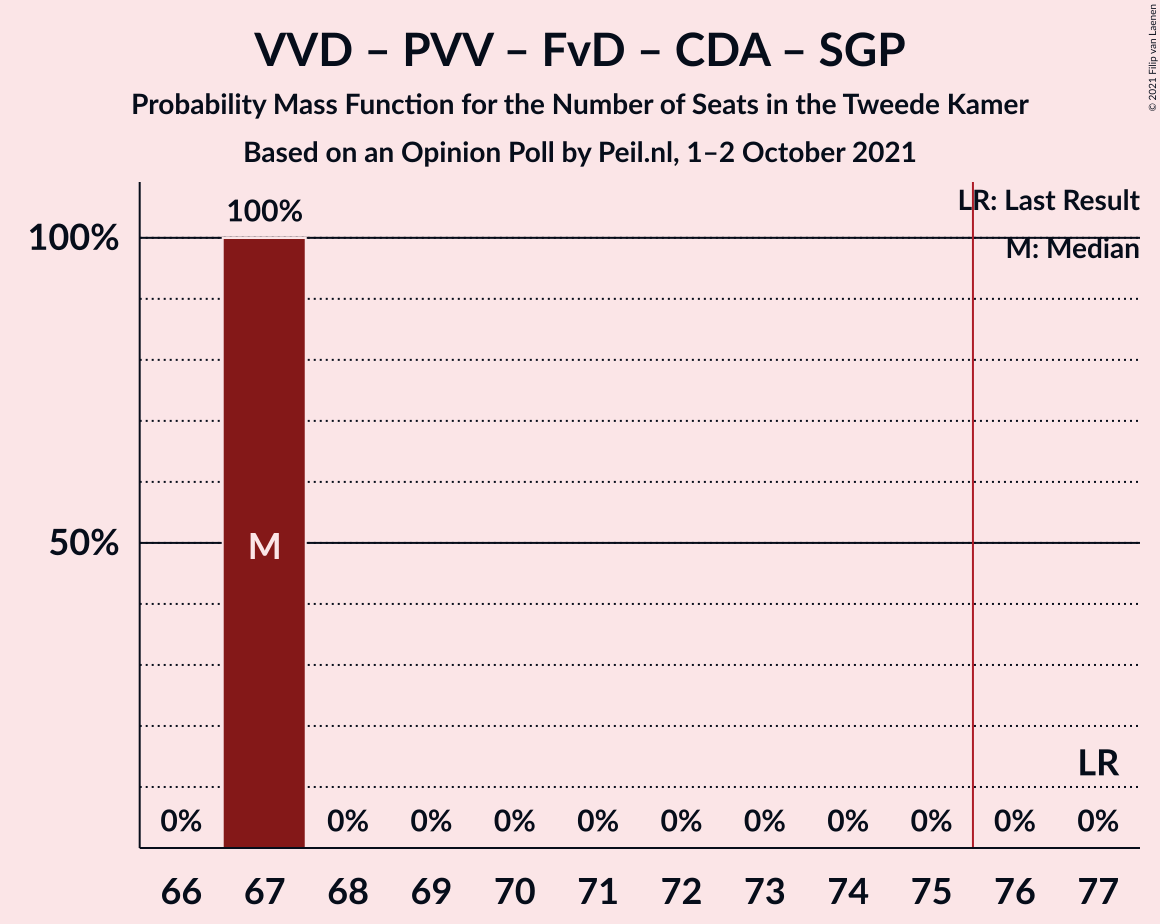 VVD – PVV – FvD – CDA – SGP
Probability Mass Function for the Number of Seats in the Tweede Kamer
Based on an Opinion Poll by Peil.nl, 1–2 October 2021
© 2021 Filip van Laenen
LR: Last Result
M: Median
100%
100%
50%
M
LR
0% 0% 0% 0% 0% 0% 0% 0% 0% 0% 0%
66 67 68 69 70 71 72 73 74 75 76 77